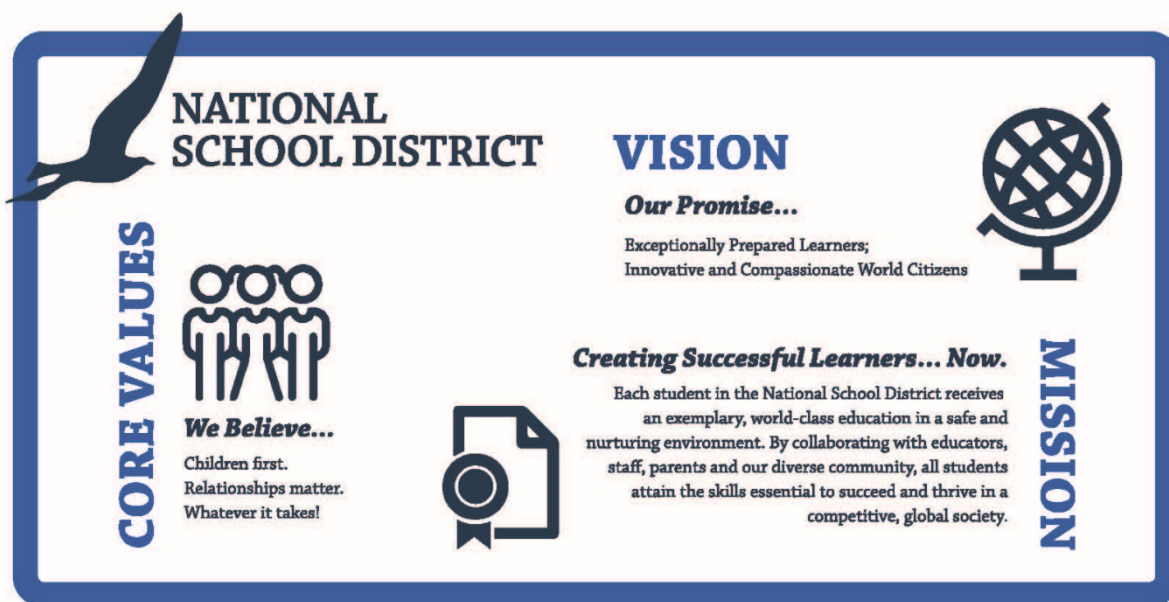 NATIONAL
SCHOOL DISTRICT
VISION
Our Promise...
Exceptionally Prepared Learners;
Innovative and Compassionate World Citizens
CORE VALUES
We Believe...
Children first.
Relationships matter.
Whatever it takes!
MISSION
Creating Successful Learners... Now.
Each student in the National School District receives
an exemplary, world-class education in a safe and
nurturing environment. By collaborating with educators,
staff, parents and our diverse community, all students
attain the skills essential to succeed and thrive in a
competitive, global society.